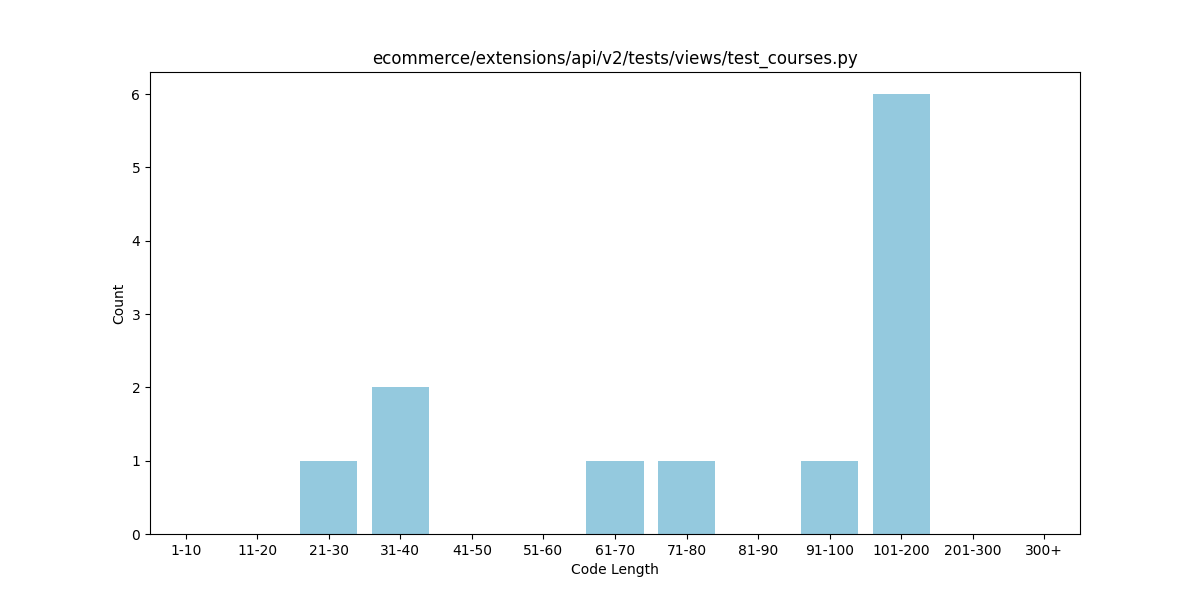 ecommerce/extensions/api/v2/tests/views/test_courses.py
6
5
4
3
2
1
0
Count
1-10 11-20 21-30 31-40 41-50 51-60 61-70 71-80 81-90 91-100 101-200 201-300 300+
Code Length